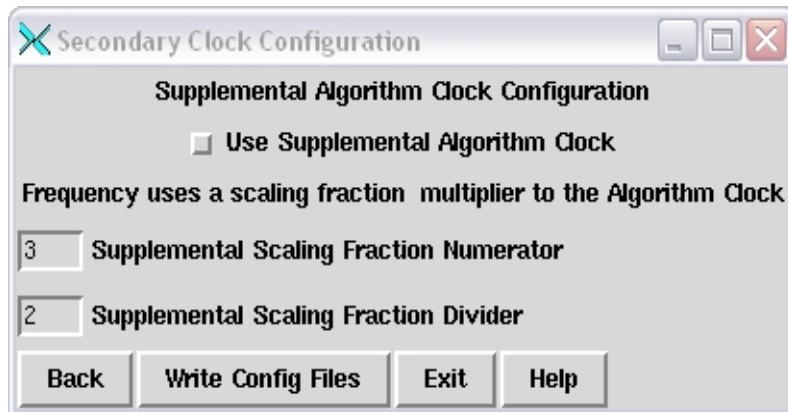 Secondary Clock Configuration
Supplemental Algorithm Clock Configuration
Use Supplemental Algorithm Clock
Frequency uses a scaling fraction multiplier to the Algorithm Clock
3 Supplemental Scaling Fraction Numerator
2 Supplemental Scaling Fraction Divider
Back Write Config Files Exit Help